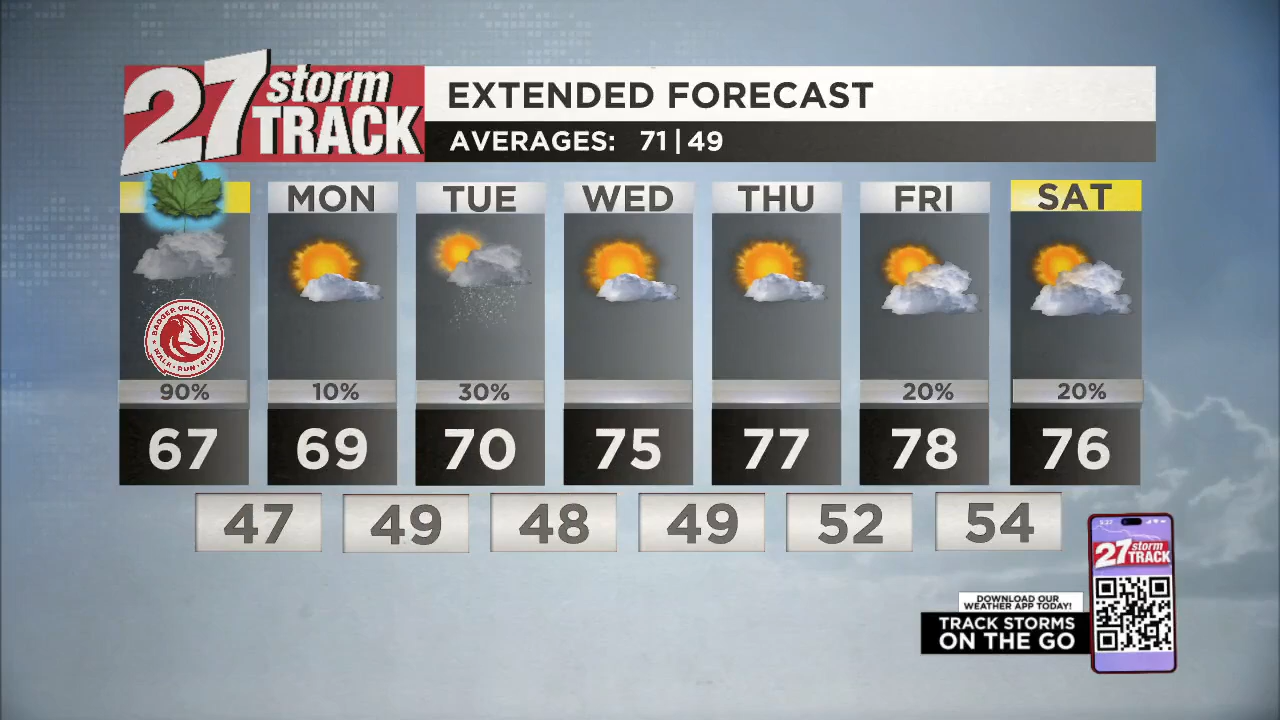 27 storm
TRACK
EXTENDED FORECAST
AVERAGES: 71|49
MON TUE WED THU FRI SAT
BADGER CHALLENGE
WALK • RUN • RIDE
90% 10% 30% 20% 20%
67 69 70 75 77 78 76
47 49 48 49 52 54
5:27
27 storm
TRACK
DOWNLOAD OUR
WEATHER APP TODAY!
TRACK STORMS
ON THE GO